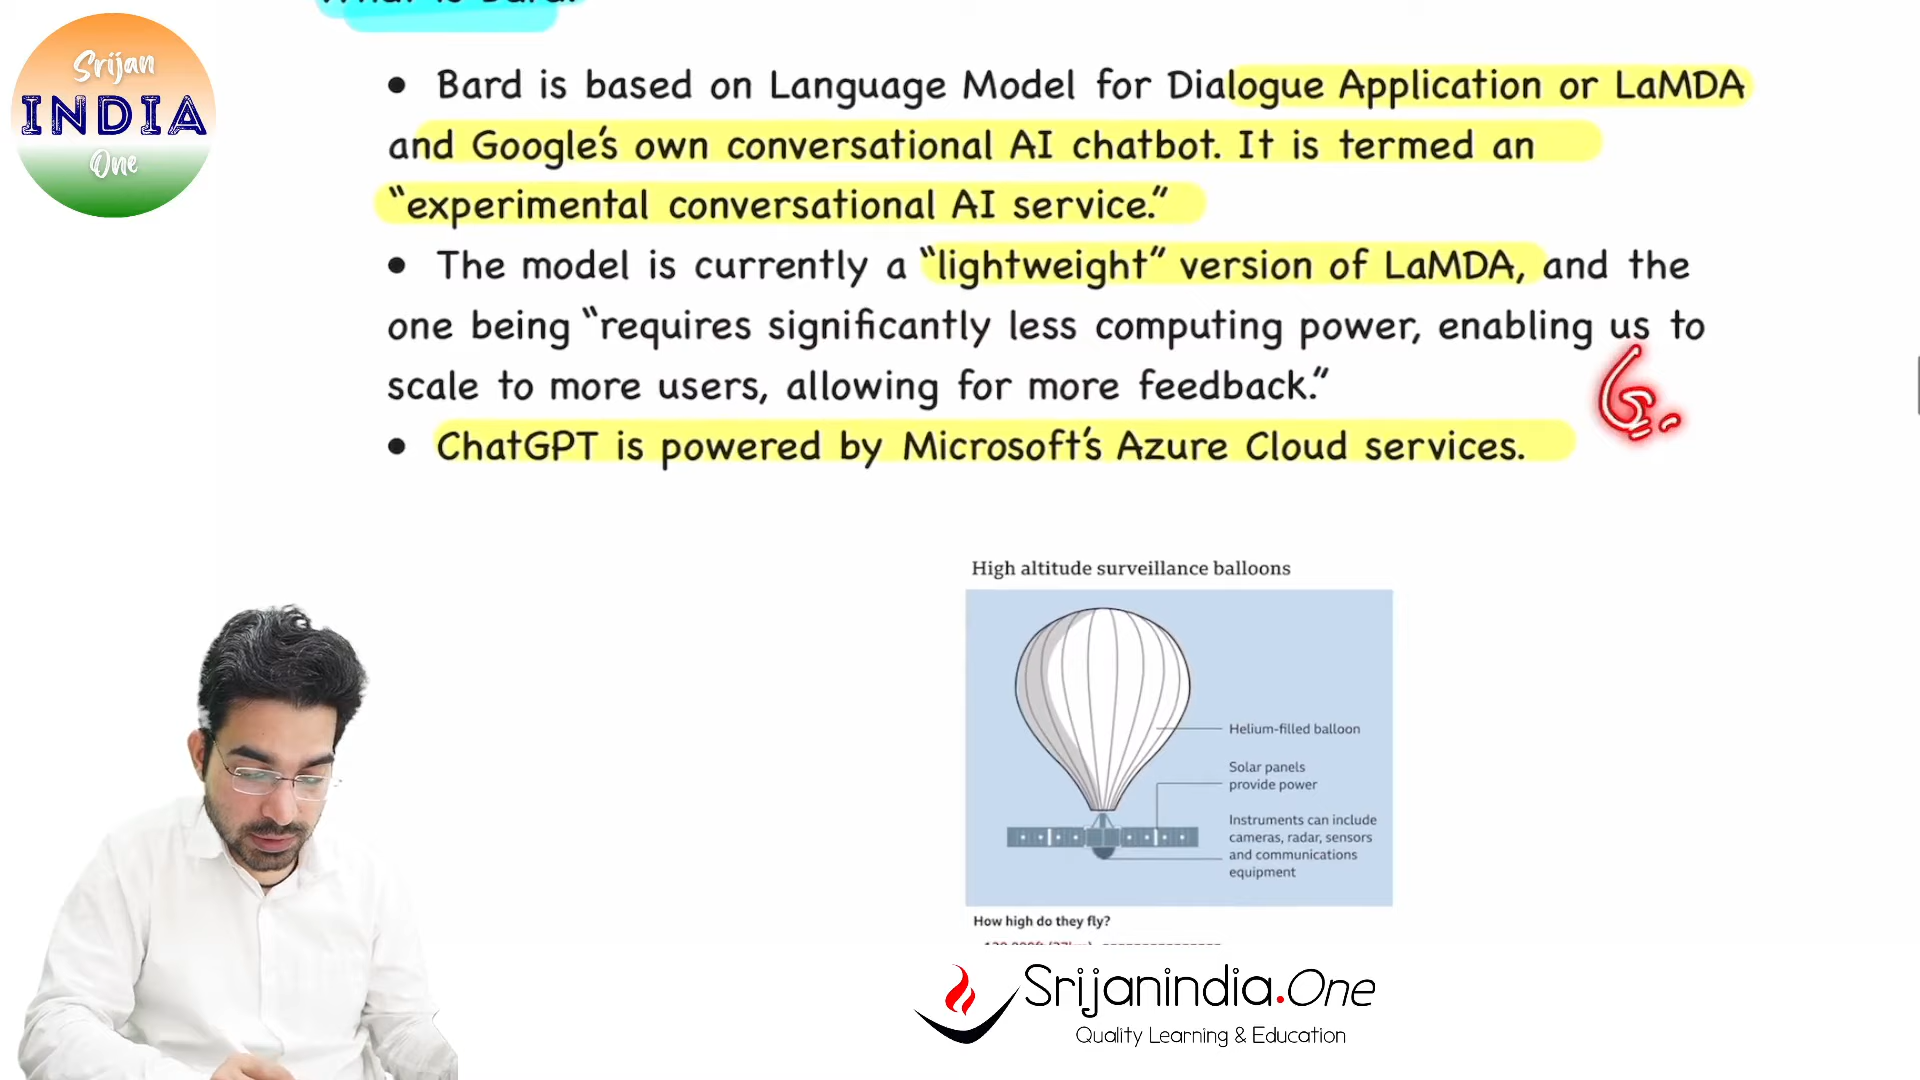 What is Bard?
Srijan
INDIA
One
• Bard is based on Language Model for Dialogue Application or LaMDA
and Google's own conversational AI chatbot. It is termed an
“experimental conversational AI service.”
• The model is currently a “lightweight” version of LaMDA, and the
one being “requires significantly less computing power, enabling us to
scale to more users, allowing for more feedback.”
• ChatGPT is powered by Microsoft's Azure Cloud services.
High altitude surveillance balloons
Helium-filled balloon
Solar panels
provide power
Instruments can include
cameras, radar, sensors
and communications
equipment
How high do they fly?
Srijanindia.One
Quality Learning & Education